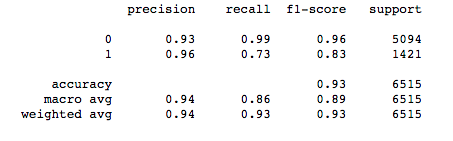 precision recall f1-score support
0 0.93 0.99 0.96 5094
1 0.96 0.73 0.83 1421
accuracy 0.93 6515
macro avg 0.94 0.86 0.89 6515
weighted avg 0.94 0.93 0.93 6515